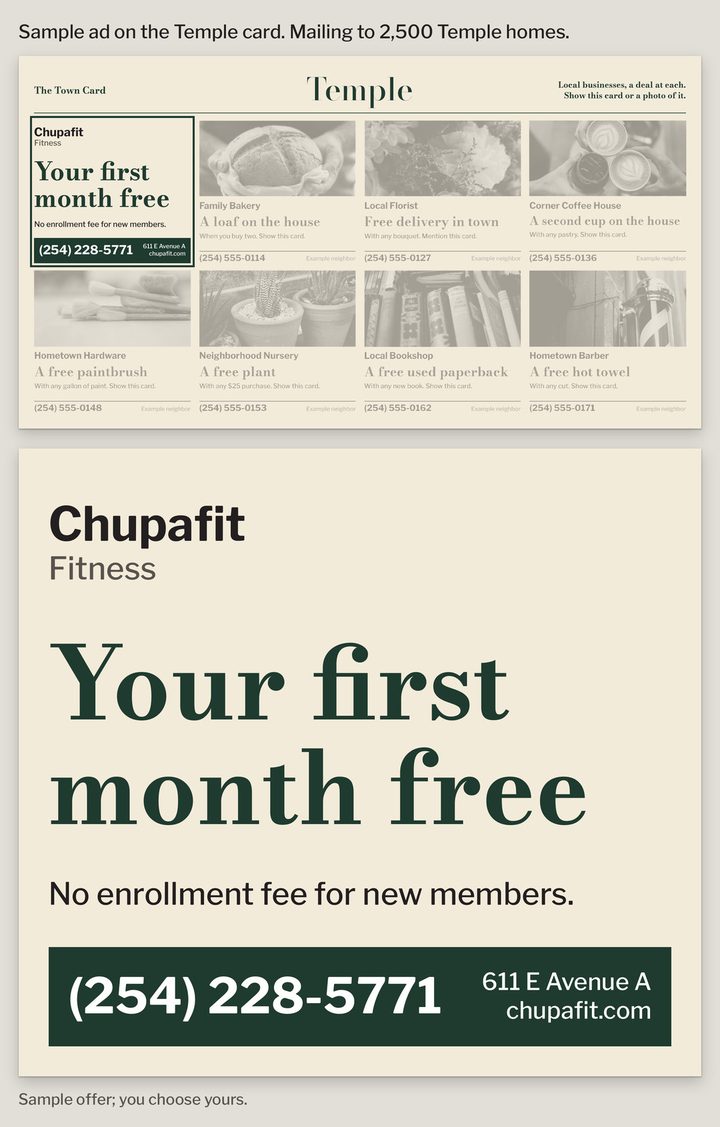 Sample ad on the Temple card. Mailing to 2,500 Temple homes.
The Town Card
Temple
Local businesses, a deal at each.
Show this card or a photo of it.
Chupafit
Fitness
Your first
month free
No enrollment fee for new members.
(254) 228-5771
611 E Avenue A
chupafit.com
Family Bakery
A loaf on the house
When you buy two. Show this card.
(254) 555-0114
Example neighbor
Local Florist
Free delivery in town
With any bouquet. Mention this card.
(254) 555-0127
Example neighbor
Corner Coffee House
A second cup on the house
With any pastry. Show this card.
(254) 555-0136
Example neighbor
Hometown Hardware
A free paintbrush
With any gallon of paint. Show this card.
(254) 555-0148
Example neighbor
Neighborhood Nursery
A free plant
With any $25 purchase. Show this card.
(254) 555-0153
Example neighbor
Local Bookshop
A free used paperback
With any new book. Show this card.
(254) 555-0162
Example neighbor
Hometown Barber
A free hot towel
With any cut. Show this card.
(254) 555-0171
Example neighbor
Chupafit
Fitness
Your first
month free
No enrollment fee for new members.
(254) 228-5771
611 E Avenue A
chupafit.com
Sample offer; you choose yours.